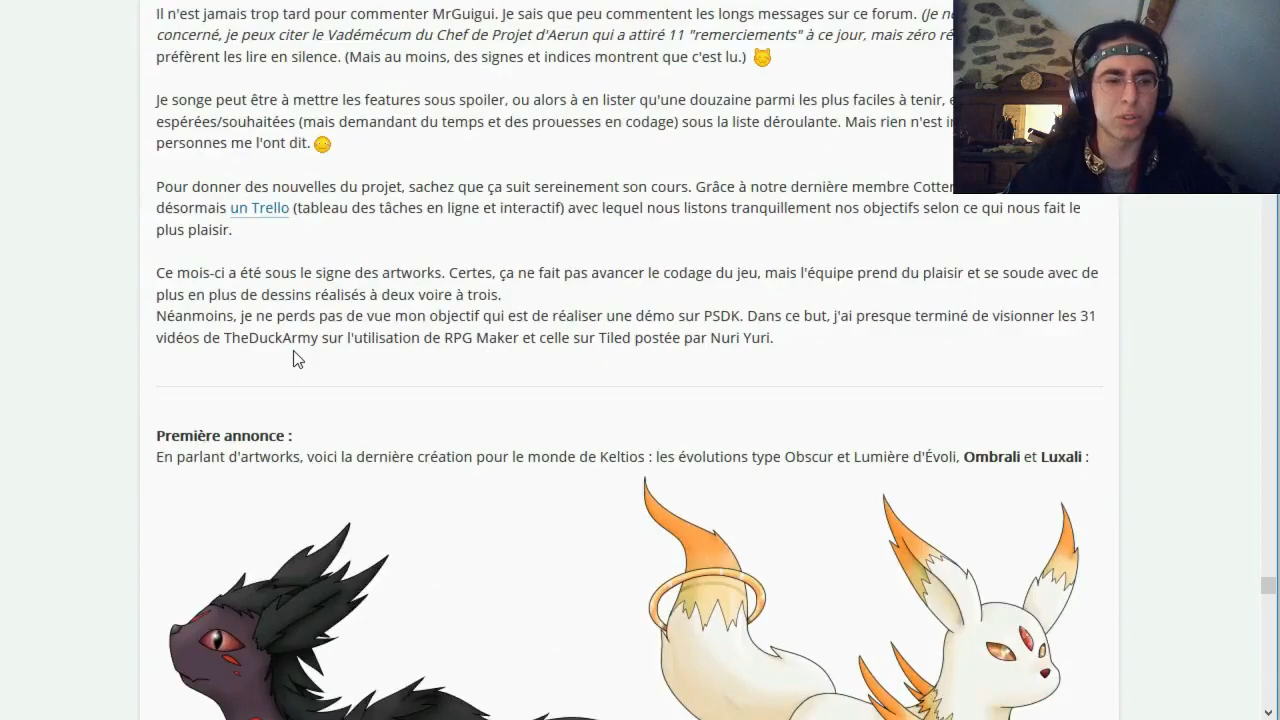 Il n'est jamais trop tard pour commenter MrGuigui. Je sais que peu commentent les longs messages sur ce forum. (Je
concerné, je peux citer le Vadémécum du Chef de Projet d'Aerun qui a attiré 11 "remerciements" à ce jour, mais zéro
préfèrent les lire en silence. (Mais au moins, des signes et indices montrent que c'est lu.)
Je songe peut être à mettre les features sous spoiler, ou alors à en lister qu'une douzaine parmi les plus faciles à tenir,
espérées/souhaitées (mais demandant du temps et des prouesses en codage) sous la liste déroulante. Mais rien n'est
personnes me l'ont dit.
Pour donner des nouvelles du projet, sachez que ça suit sereinement son cours. Grâce à notre dernière membre
désormais un Trello (tableau des tâches en ligne et interactif) avec lequel nous listons tranquillement nos objectifs selon ce qui nous fait le
plus plaisir.
Ce mois-ci a été sous le signe des artworks. Certes, ça ne fait pas avancer le codage du jeu, mais l'équipe prend du plaisir et se soude avec de
plus en plus de dessins réalisés à deux voire à trois.
Néanmoins, je ne perds pas de vue mon objectif qui est de réaliser une démo sur PSDK. Dans ce but, j'ai presque terminé de visionner les 31
vidéos de TheDuckArmy sur l'utilisation de RPG Maker et celle sur Tiled postée par Nuri Yuri.
Première annonce :
En parlant d'artworks, voici la dernière création pour le monde de Keltios : les évolutions type Obscur et Lumière d'Évoli, Ombrali et Luxali :